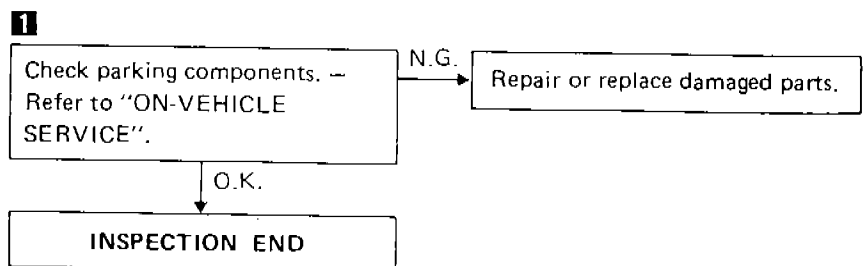 1
Check parking components. –
Refer to "ON-VEHICLE
SERVICE".
N.G.
Repair or replace damaged parts.
O.K.
INSPECTION END